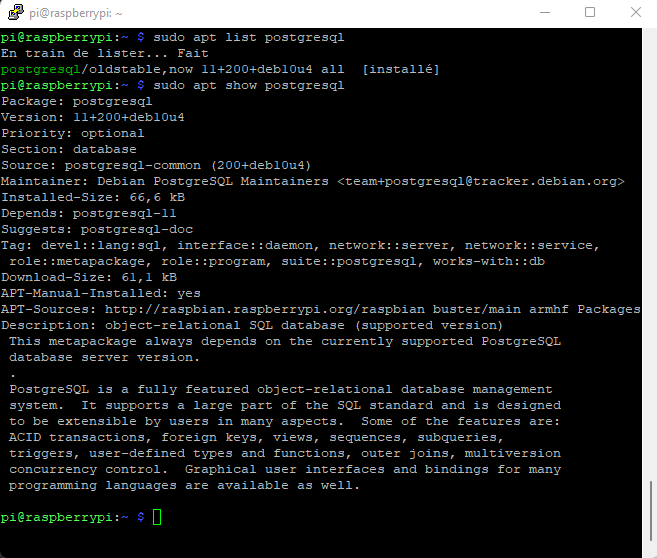 pi@raspberrypi: ~
pi@raspberrypi:~ $ sudo apt list postgresql
En train de lister... Fait
postgresql/oldstable,now 11+200+deb10u4 all  [installé]
pi@raspberrypi:~ $ sudo apt show postgresql
Package: postgresql
Version: 11+200+deb10u4
Priority: optional
Section: database
Source: postgresql-common (200+deb10u4)
Maintainer: Debian PostgreSQL Maintainers <team+postgresql@tracker.debian.org>
Installed-Size: 66,6 kB
Depends: postgresql-11
Suggests: postgresql-doc
Tag: devel::lang:sql, interface::daemon, network::server, network::service,
 role::metapackage, role::program, suite::postgresql, works-with::db
Download-Size: 61,1 kB
APT-Manual-Installed: yes
APT-Sources: http://raspbian.raspberrypi.org/raspbian buster/main armhf Packages
Description: object-relational SQL database (supported version)
 This metapackage always depends on the currently supported PostgreSQL
 database server version.
 .
 PostgreSQL is a fully featured object-relational database management
 system.  It supports a large part of the SQL standard and is designed
 to be extensible by users in many aspects.  Some of the features are:
 ACID transactions, foreign keys, views, sequences, subqueries,
 triggers, user-defined types and functions, outer joins, multiversion
 concurrency control.  Graphical user interfaces and bindings for many
 programming languages are available as well.
pi@raspberrypi:~ $